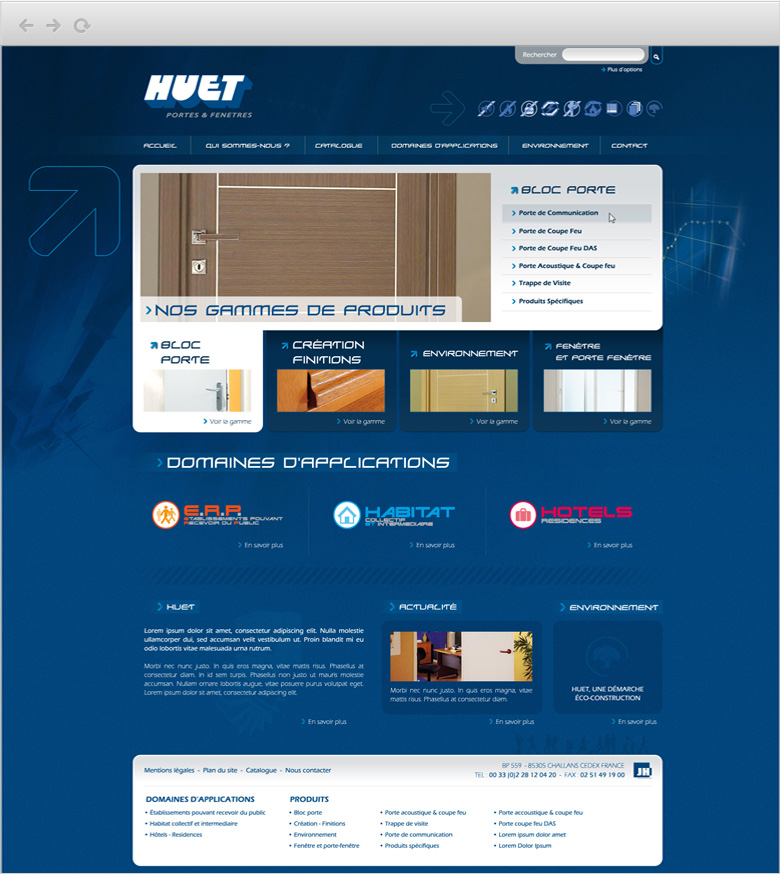 Rechercher
Plus d'options
HUET
PORTES & FENETRES
ACCUEIL
QUI SOMMES-NOUS ?
CATALOGUE
DOMAINES D'APPLICATIONS
ENVIRONNEMENT
CONTACT
BLOC PORTE
Porte de Communication
Porte de Coupe Feu
Porte de Coupe Feu DAS
Porte Acoustique & Coupe feu
Trappe de Visite
Produits Spécifiques
NOS GAMMES DE PRODUITS
BLOC
PORTE
Voir la gamme
CRÉATION
FINITIONS
Voir la gamme
ENVIRONNEMENT
Voir la gamme
FENÊTRE
ET PORTE FENÊTRE
Voir la gamme
DOMAINES D'APPLICATIONS
E.R.P.
ETABLISSEMENTS POUVANT
RECEVOIR DU PUBLIC
En savoir plus
HABITAT
COLLECTIF
ET INTERMEDIAIRE
En savoir plus
HOTELS
RESIDENCES
En savoir plus
HUET
Lorem ipsum dolor sit amet, consectetur adipiscing elit. Nulla molestie
ullamcorper dui, sed accumsan velit vestibulum ut. Proin blandit mi eu
odio lobortis vitae malesuada urna rutrum.
Morbi nec nunc justo. In quis eros magna, vitae mattis risus. Phasellus at
consectetur diam. In id sem turpis. Phasellus non justo ut mauris molestie
accumsan. Nullam ornare lobortis augue, vitae posuere purus volutpat eget.
Lorem ipsum dolor sit amet, consectetur adipiscing elit.
En savoir plus
ACTUALITÉ
Morbi nec nunc justo. In quis eros magna, vitae mattis
risus. Phasellus at consectetur diam.
En savoir plus
ENVIRONNEMENT
HUET, UNE DÉMARCHE
ÉCO-CONSTRUCTION
En savoir plus
Mentions légales - Plan du site - Catalogue - Nous contacter
BP 559 - 85305 CHALLANS CEDEX FRANCE
TEL : 00 33 (0)2 28 12 04 20 - FAX : 02 51 49 19 00
JH
DOMAINES D'APPLICATIONS
• Établissements pouvant recevoir du public
• Habitat collectif et intermediaire
• Hôtels - Residences
PRODUITS
• Bloc porte
• Création - Finitions
• Environnement
• Fenêtre et porte-fenêtre
• Porte acoustique & coupe feu
• Trappe de visite
• Porte de communication
• Produits spécifiques
• Porte accoustique & coupe feu
• Porte coupe feu DAS
• Lorem ipsum dolor amet
• Lorem Dolor Ipsum